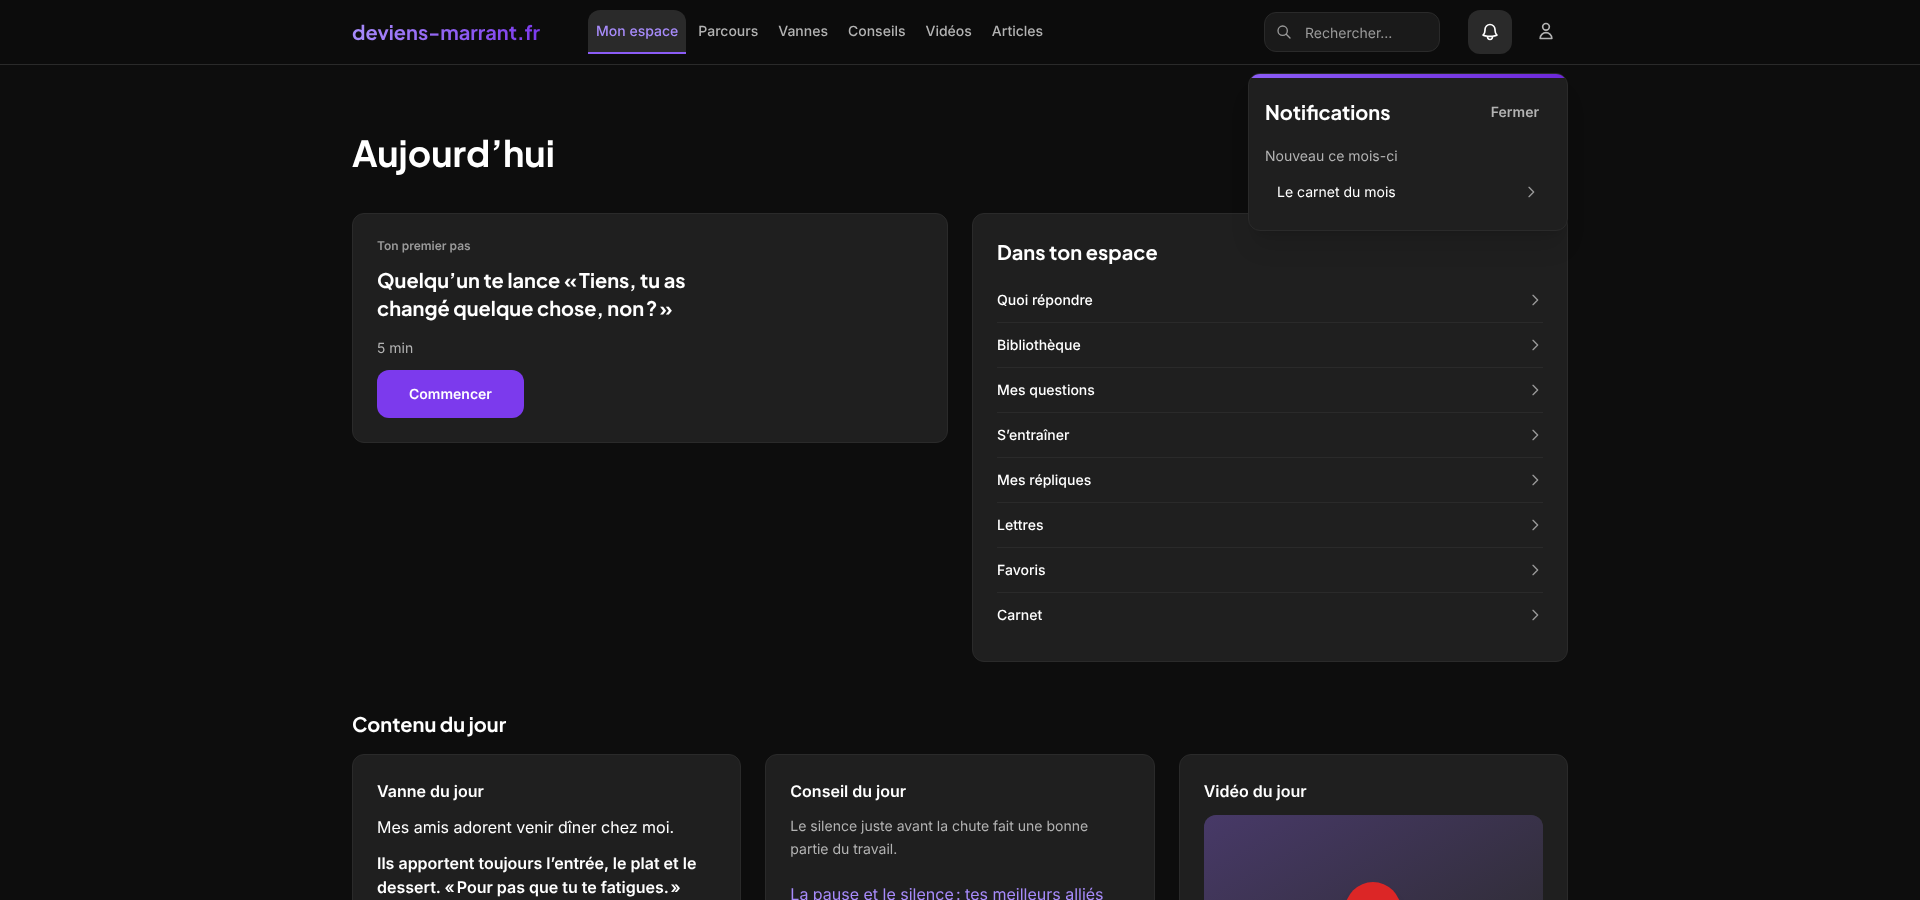 deviens-marrant.fr
Mon espace
Parcours
Vannes
Conseils
Vidéos
Articles
Rechercher...
Notifications
Fermer
Nouveau ce mois-ci
Le carnet du mois
Aujourd’hui
Ton premier pas
Quelqu’un te lance « Tiens, tu as
changé quelque chose, non ? »
5 min
Commencer
Dans ton espace
Quoi répondre
Bibliothèque
Mes questions
S’entraîner
Mes répliques
Lettres
Favoris
Carnet
Contenu du jour
Vanne du jour
Mes amis adorent venir dîner chez moi.
Ils apportent toujours l’entrée, le plat et le
dessert. « Pour pas que tu te fatigues. »
Conseil du jour
Le silence juste avant la chute fait une bonne
partie du travail.
La pause et le silence : tes meilleurs alliés
Vidéo du jour